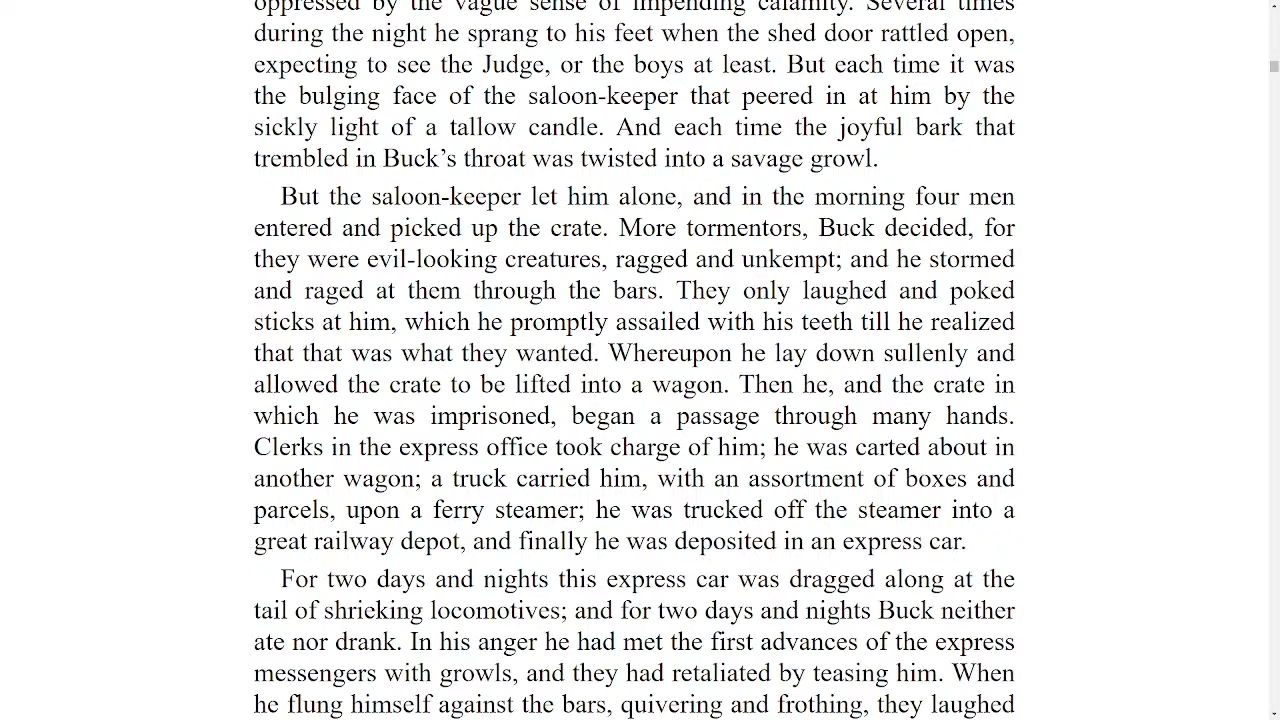 oppressed by the vague sense of impending calamity. Several times
during the night he sprang to his feet when the shed door rattled open,
expecting to see the Judge, or the boys at least. But each time it was
the bulging face of the saloon-keeper that peered in at him by the
sickly light of a tallow candle. And each time the joyful bark that
trembled in Buck’s throat was twisted into a savage growl.
But the saloon-keeper let him alone, and in the morning four men
entered and picked up the crate. More tormentors, Buck decided, for
they were evil-looking creatures, ragged and unkempt; and he stormed
and raged at them through the bars. They only laughed and poked
sticks at him, which he promptly assailed with his teeth till he realized
that that was what they wanted. Whereupon he lay down sullenly and
allowed the crate to be lifted into a wagon. Then he, and the crate in
which he was imprisoned, began a passage through many hands.
Clerks in the express office took charge of him; he was carted about in
another wagon; a truck carried him, with an assortment of boxes and
parcels, upon a ferry steamer; he was trucked off the steamer into a
great railway depot, and finally he was deposited in an express car.
For two days and nights this express car was dragged along at the
tail of shrieking locomotives; and for two days and nights Buck neither
ate nor drank. In his anger he had met the first advances of the express
messengers with growls, and they had retaliated by teasing him. When
he flung himself against the bars, quivering and frothing, they laughed